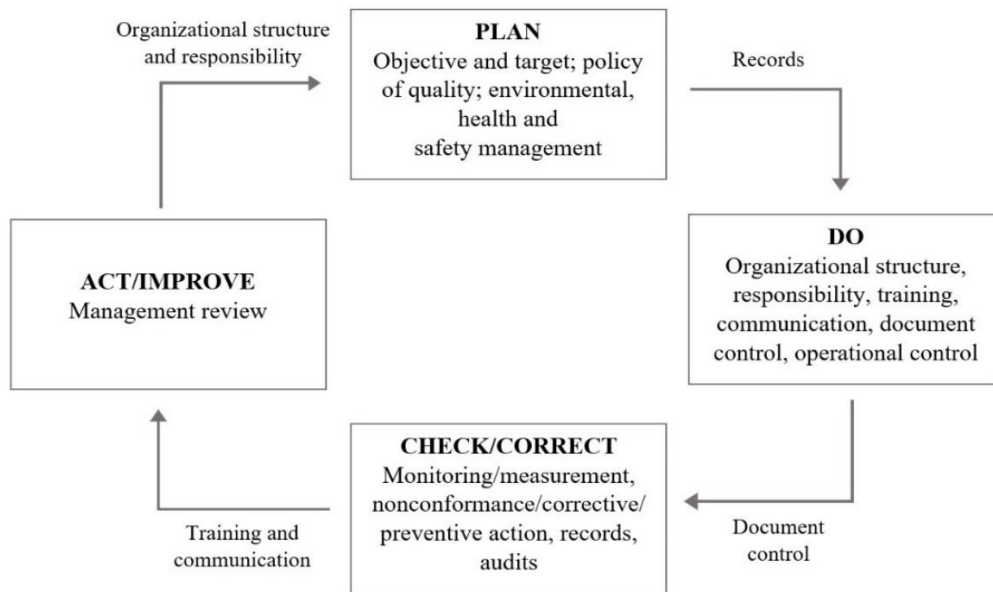 Organizational structure
and responsibility
PLAN
Objective and target; policy
of quality; environmental,
health and
safety management
Records
DO
Organizational structure,
responsibility, training,
communication, document
control, operational control
ACT/IMPROVE
Management review
CHECK/CORRECT
Monitoring/measurement,
nonconformance/corrective/
preventive action, records,
audits
Training and
communication
Document
control